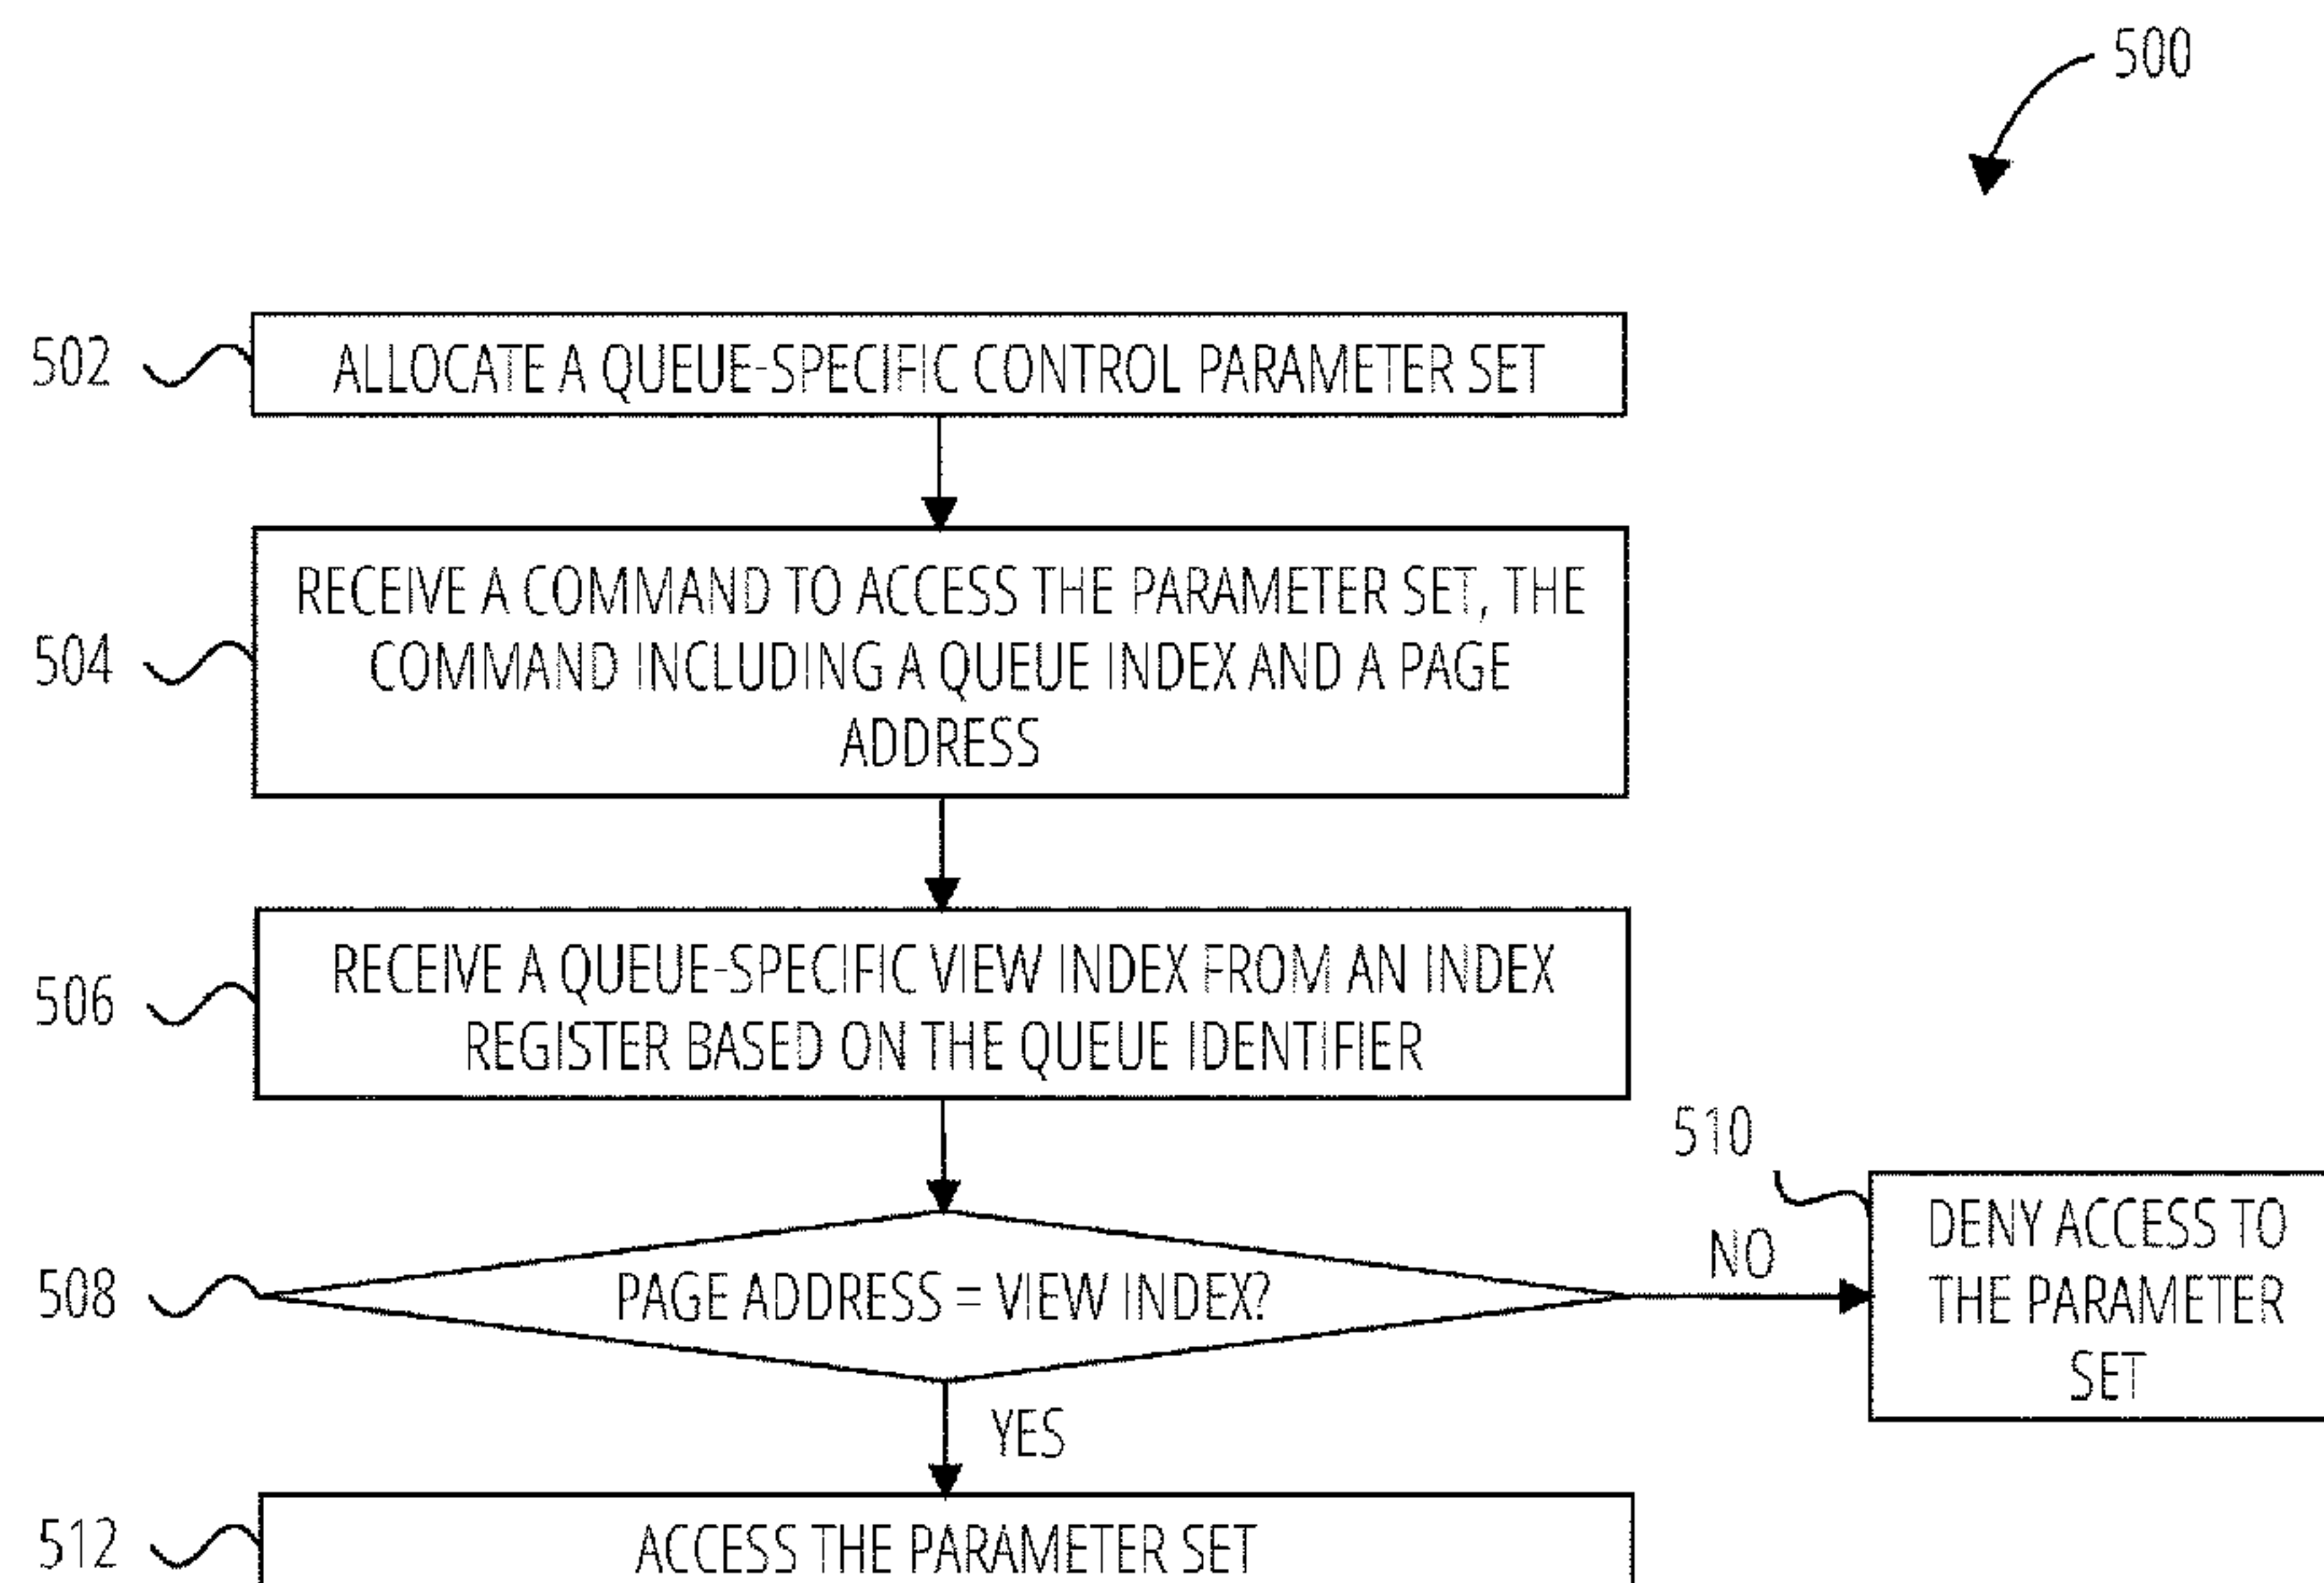 500
502
ALLOCATE A QUEUE-SPECIFIC CONTROL PARAMETER SET
504
RECEIVE A COMMAND TO ACCESS THE PARAMETER SET, THE
COMMAND INCLUDING A QUEUE INDEX AND A PAGE
ADDRESS
506
RECEIVE A QUEUE-SPECIFIC VIEW INDEX FROM AN INDEX
REGISTER BASED ON THE QUEUE IDENTIFIER
508
PAGE ADDRESS = VIEW INDEX?
NO
510
DENY ACCESS TO
THE PARAMETER
SET
YES
512
ACCESS THE PARAMETER SET